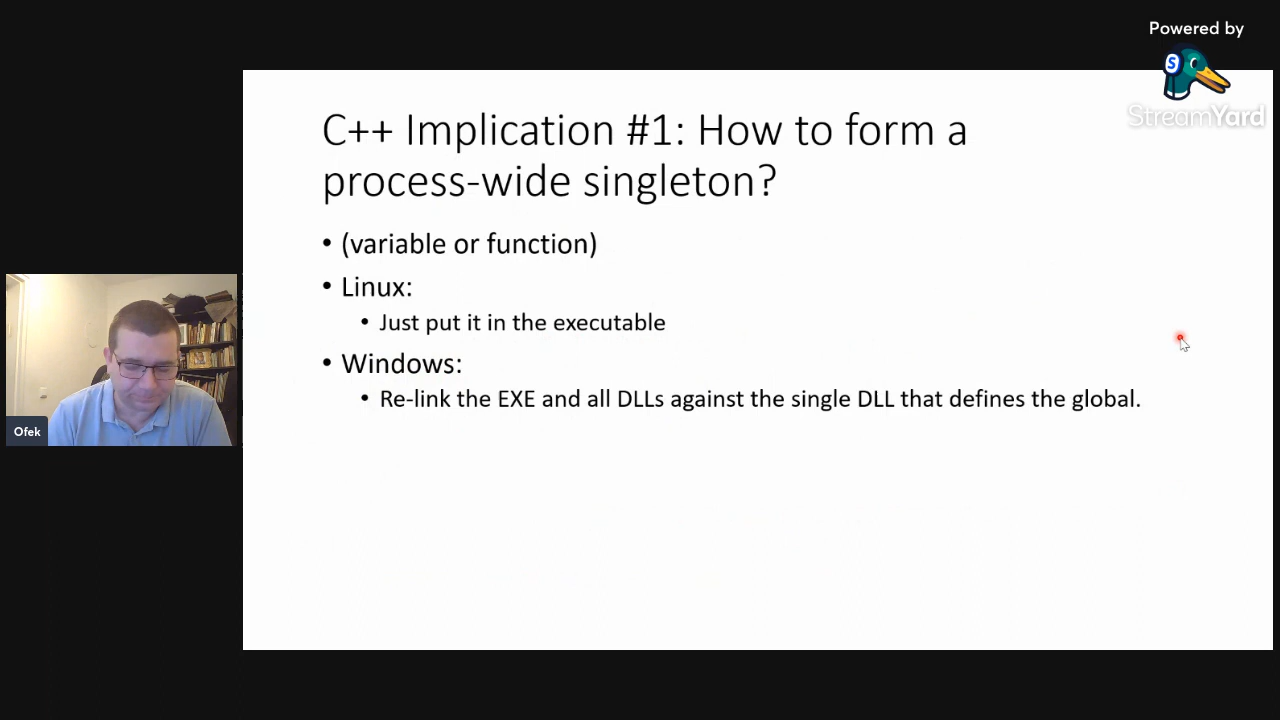 Powered by
S
StreamYard
C++ Implication #1: How to form a
process-wide singleton?
• (variable or function)
• Linux:
• Just put it in the executable
• Windows:
• Re-link the EXE and all DLLs against the single DLL that defines the global.
Ofek